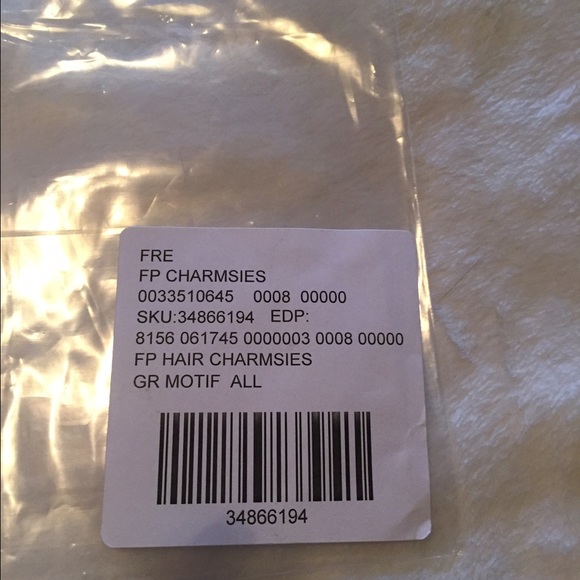 FRE
FP CHARMSIES
0033510645 0008 00000
SKU:34866194 EDP:
8156 061745 0000003 0008 00000
FP HAIR CHARMSIES
GR MOTIF ALL
34866194